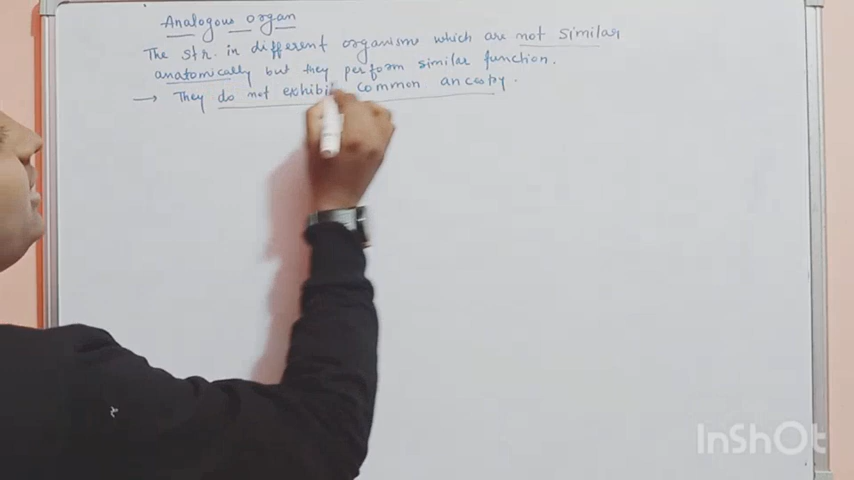 Analogous organ
The str. in different organisms which are not similar
anatomically but they perform similar function.
→ They do not exhibit common ancestry.
InShOt